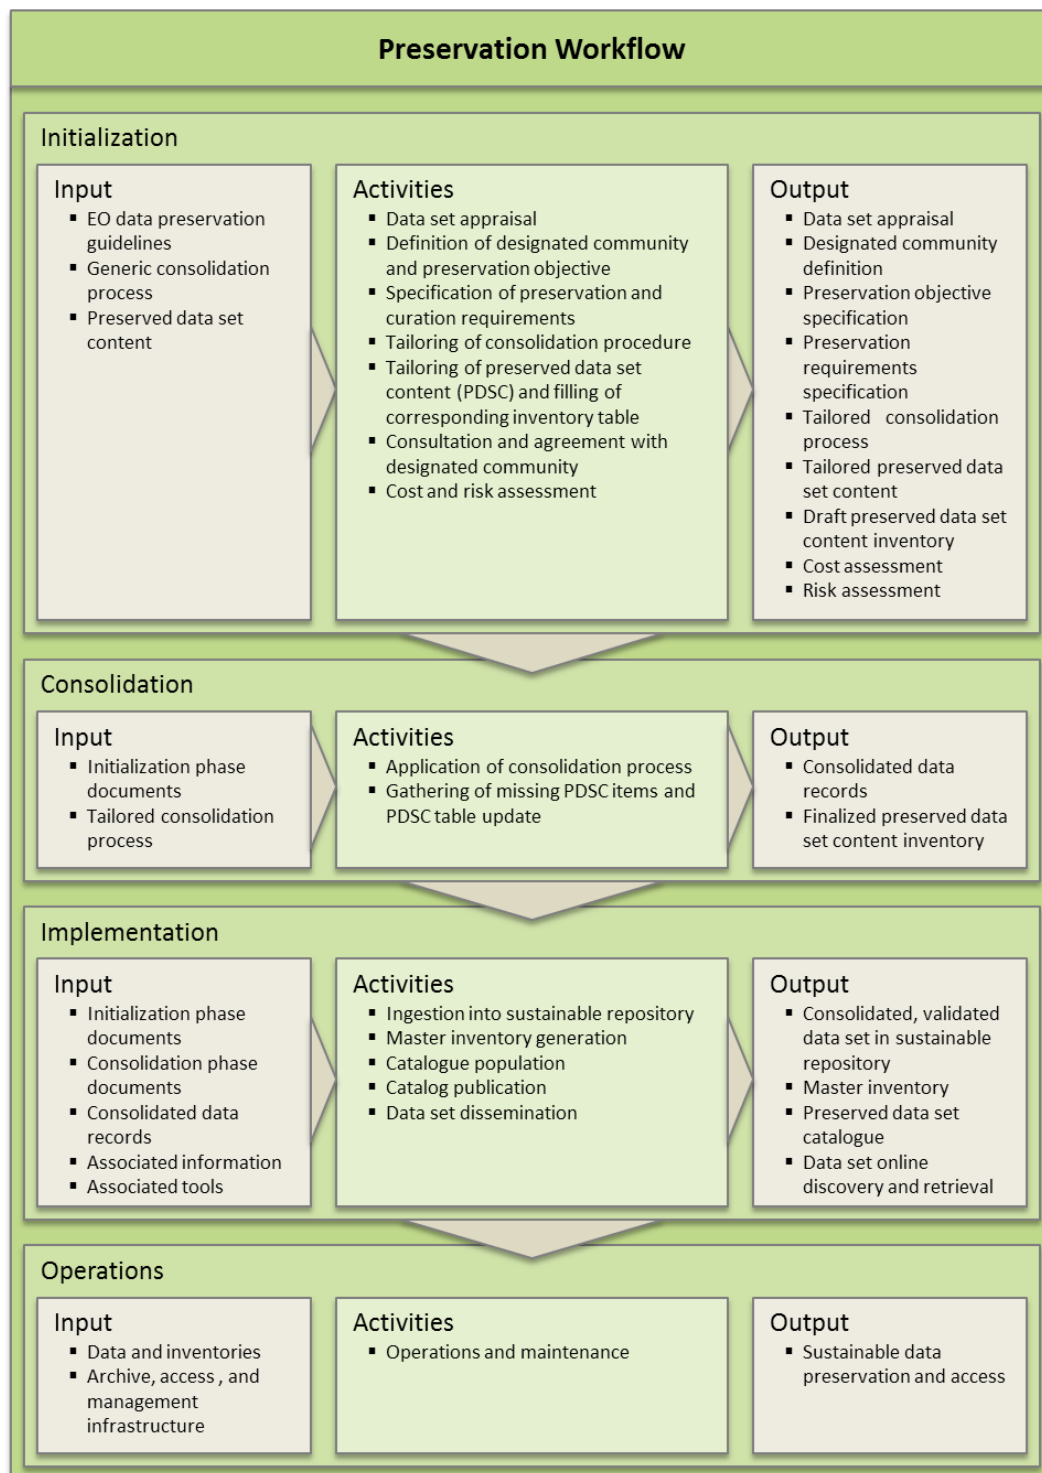 Preservation Workflow
Initialization
Input
▪ EO data preservation
guidelines
▪ Generic consolidation
process
▪ Preserved data set
content
Activities
▪ Data set appraisal
▪ Definition of designated community
and preservation objective
▪ Specification of preservation and
curation requirements
▪ Tailoring of consolidation procedure
▪ Tailoring of preserved data set
content (PDSC) and filling of
corresponding inventory table
▪ Consultation and agreement with
designated community
▪ Cost and risk assessment
Output
▪ Data set appraisal
▪ Designated community
definition
▪ Preservation objective
specification
▪ Preservation
requirements
specification
▪ Tailored consolidation
process
▪ Tailored preserved data
set content
▪ Draft preserved data set
content inventory
▪ Cost assessment
▪ Risk assessment
Consolidation
Input
▪ Initialization phase
documents
▪ Tailored consolidation
process
Activities
▪ Application of consolidation process
▪ Gathering of missing PDSC items and
PDSC table update
Output
▪ Consolidated data
records
▪ Finalized preserved data
set content inventory
Implementation
Input
▪ Initialization phase
documents
▪ Consolidation phase
documents
▪ Consolidated data
records
▪ Associated information
▪ Associated tools
Activities
▪ Ingestion into sustainable repository
▪ Master inventory generation
▪ Catalogue population
▪ Catalog publication
▪ Data set dissemination
Output
▪ Consolidated, validated
data set in sustainable
repository
▪ Master inventory
▪ Preserved data set
catalogue
▪ Data set online
discovery and retrieval
Operations
Input
▪ Data and inventories
▪ Archive, access , and
management
infrastructure
Activities
▪ Operations and maintenance
Output
▪ Sustainable data
preservation and access